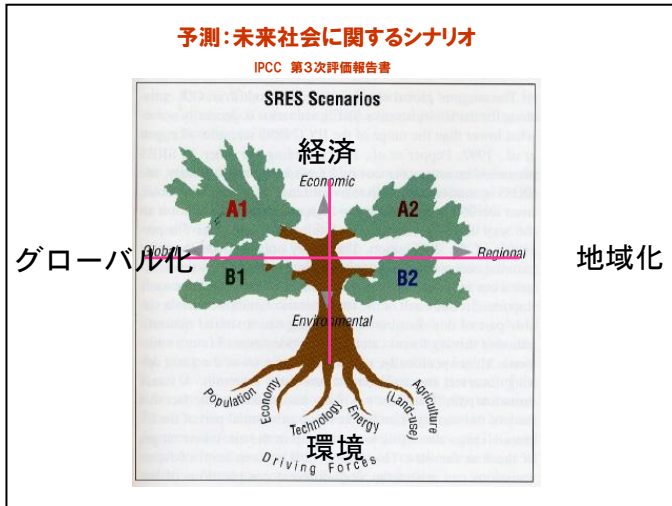 予測:未来社会に関するシナリオ
IPCC 第3次評価報告書
SRES Scenarios
経済
Economic
A1
A2
Global
Regional
グローバル化
地域化
B1
B2
Environmental
Population
Economy
Technology
Energy
Agriculture
(Land-use)
環境
Driving Forces